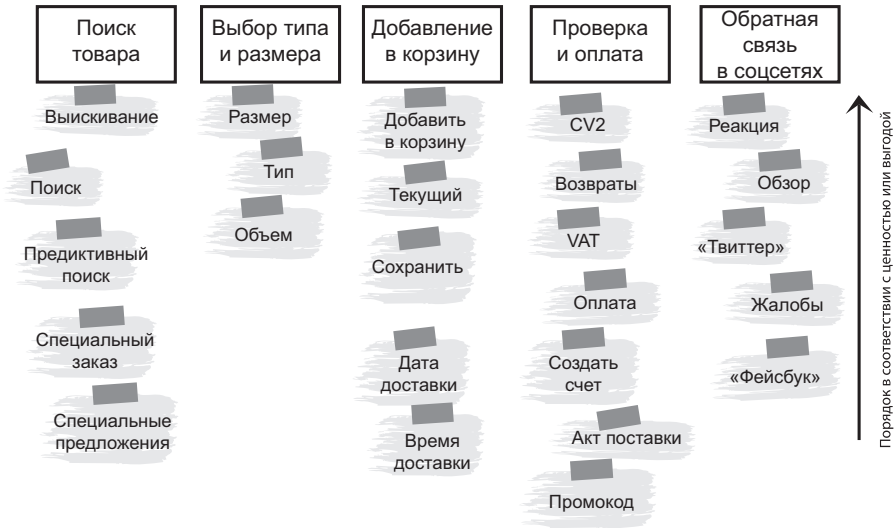 Поиск
товара
Выискивание
Поиск
Предиктивный
поиск
Специальный
заказ
Специальные
предложения
Выбор типа
и размера
Размер
Тип
Объем
Добавление
в корзину
Добавить
в корзину
Текущий
Сохранить
Дата
доставки
Время
доставки
Проверка
и оплата
CV2
Возвраты
VAT
Оплата
Создать
счет
Акт поставки
Промокод
Обратная
связь
в соцсетях
Реакция
Обзор
«Твиттер»
Жалобы
«Фейсбук»
Порядок в соответствии с ценностью или выгодой